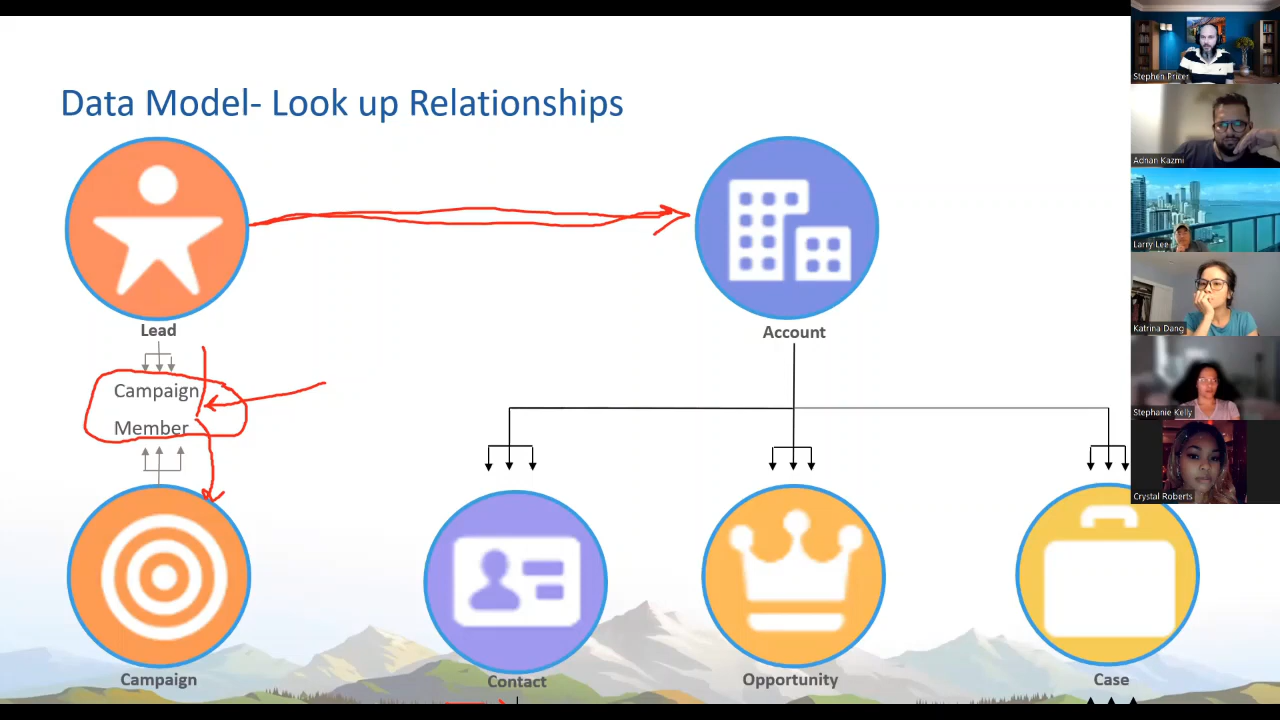 Data Model- Look up Relationships
Lead
Account
Campaign
Member
Campaign
Contact
Opportunity
Case
Stephen Pricer
Adnan Kazmi
Larry Lee
Katrina Dang
Stephanie Kelly
Crystal Roberts